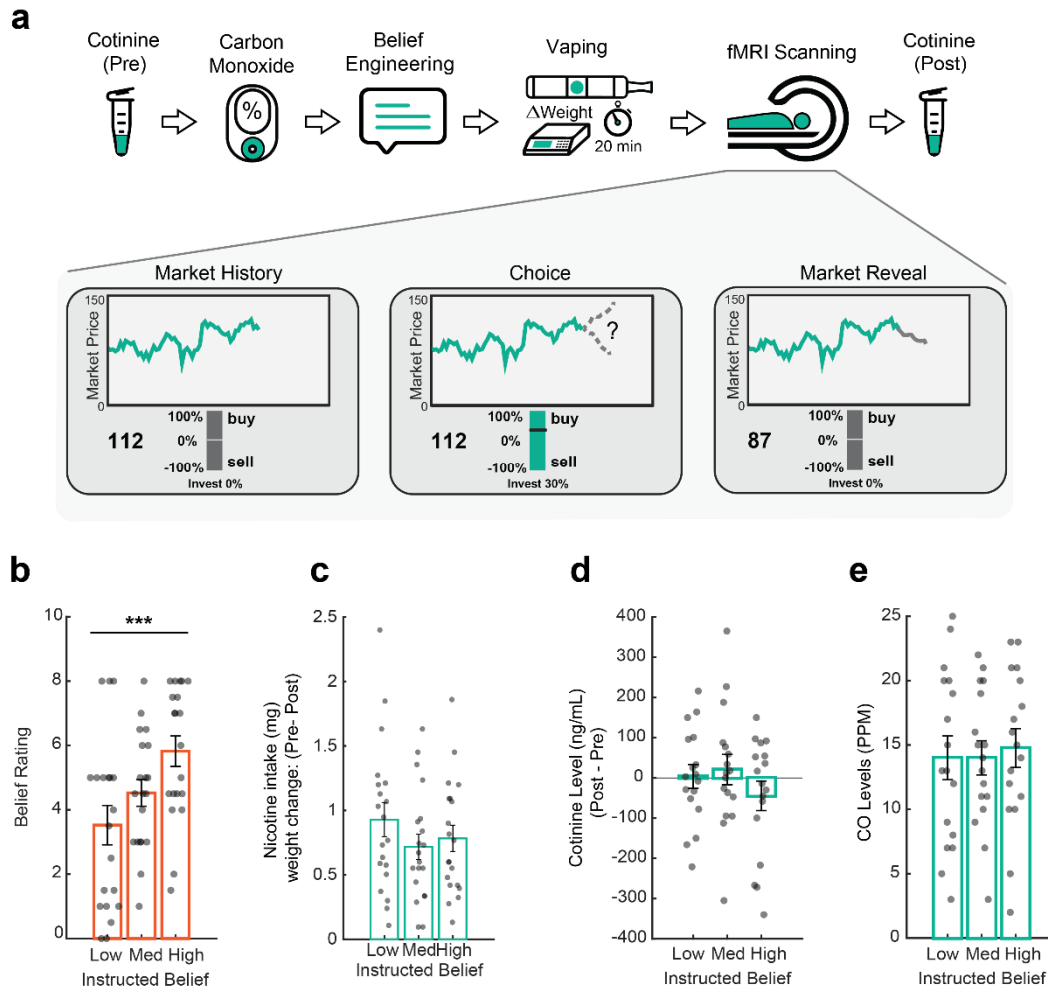 a
Cotinine
(Pre)
Carbon
Monoxide
Belief
Engineering
Vaping
fMRI Scanning
Cotinine
(Post)
%
ΔWeight
20 min
Market History
Choice
Market Reveal
150
Market Price
0
100%
buy
112
0%
-100%
sell
Invest 0%
150
Market Price
0
?
100%
buy
112
0%
-100%
sell
Invest 30%
150
Market Price
0
100%
buy
87
0%
-100%
sell
Invest 0%
b
10
8
6
4
2
0
Belief Rating
***
Low Med High
Instructed Belief
c
2.5
2
1.5
1
0.5
0
Nicotine intake (mg)
weight change: (Pre- Post)
Low MedHigh
Instructed Belief
d
400
300
200
100
0
-100
-200
-300
-400
Cotinine Level (ng/mL)
(Post - Pre)
Low Med High
Instructed Belief
e
25
20
15
10
5
0
CO Levels (PPM)
Low Med High
Instructed Belief